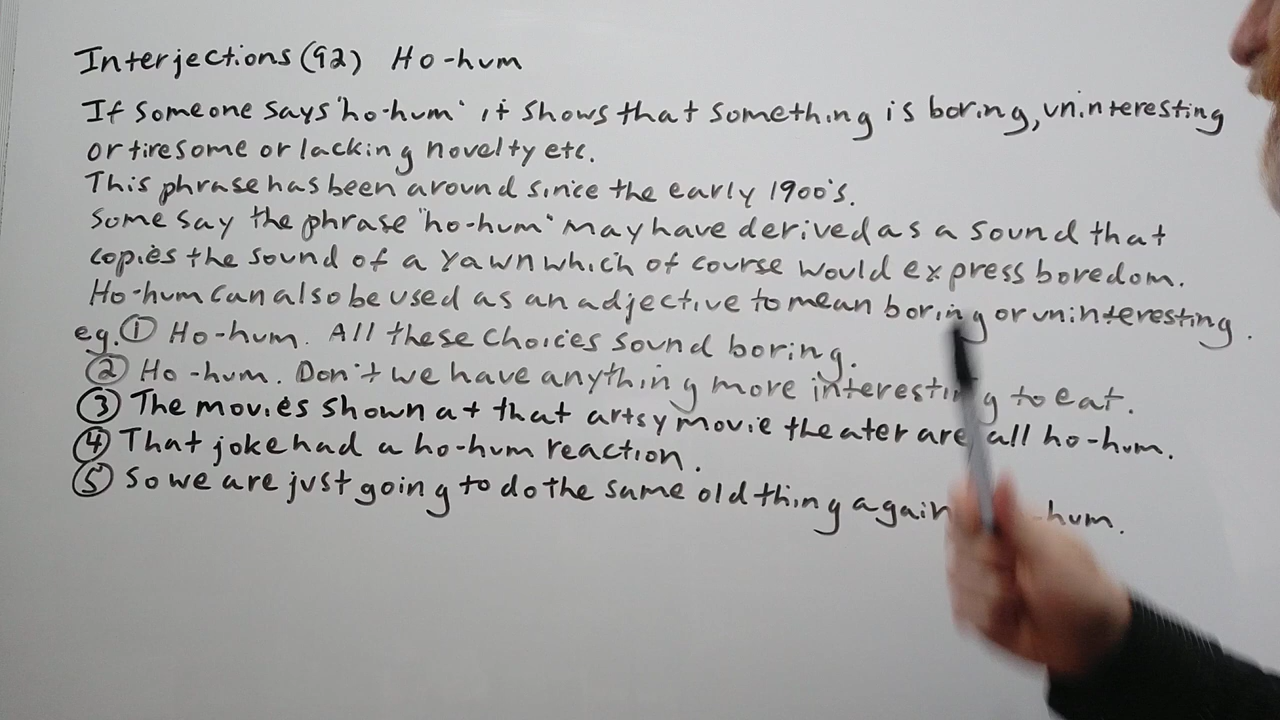 Interjections (92) Ho-hum
If someone says "ho-hum" it shows that something is boring, uninteresting
or tiresome or lacking novelty etc.
This phrase has been around since the early 1900's.
Some say the phrase "ho-hum" may have derived as a sound that
copies the sound of a yawn which of course would express boredom.
Ho-hum can also be used as an adjective to mean boring or uninteresting.
eg. ① Ho-hum. All these choices sound boring.
② Ho-hum. Don't we have anything more interesting to eat.
③ The movies shown at that artsy movie theater are all ho-hum.
④ That joke had a ho-hum reaction.
⑤ So we are just going to do the same old thing again -hum.